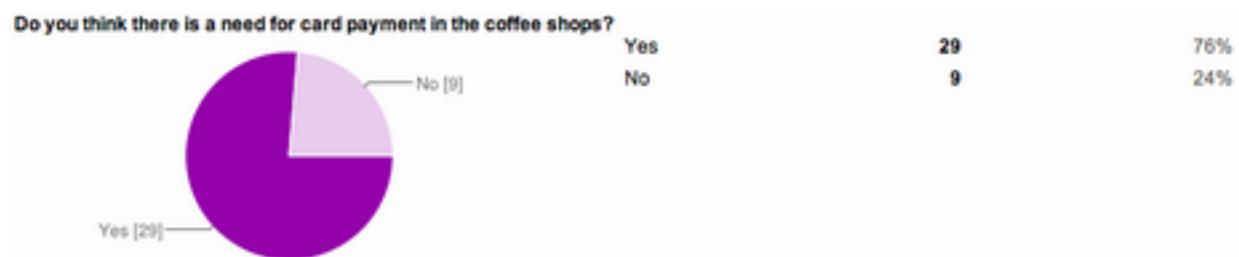 Do you think there is a need for card payment in the coffee shops?
Yes 29 76%
No 9 24%
No [9]
Yes [29]